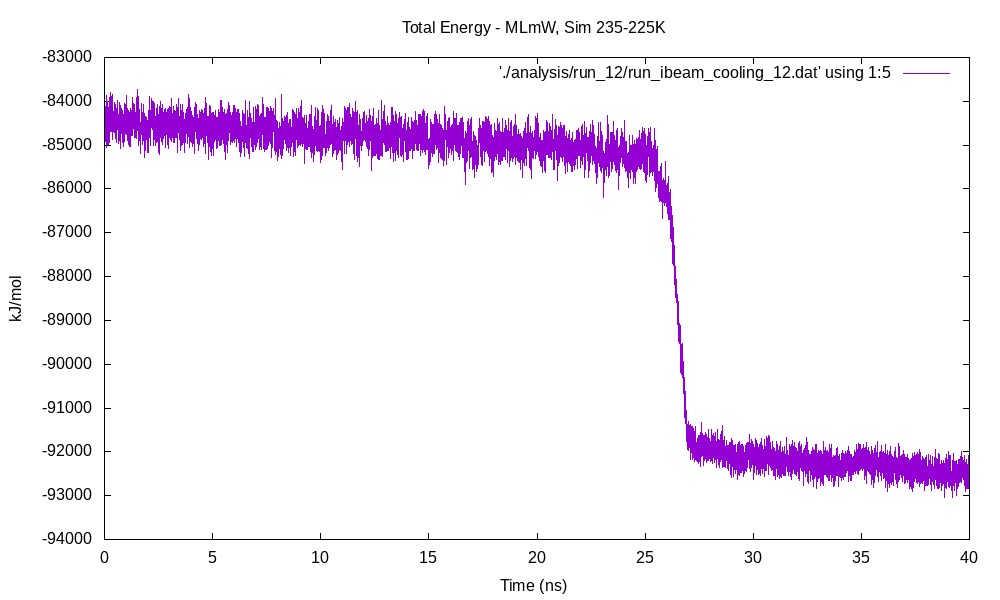 Total Energy - MLmW, Sim 235-225K
'./analysis/run_12/run_ibeam_cooling_12.dat' using 1:5
-83000
-84000
-85000
-86000
-87000
-88000
-89000
-90000
-91000
-92000
-93000
-94000
kJ/mol
0 5 10 15 20 25 30 35 40
Time (ns)